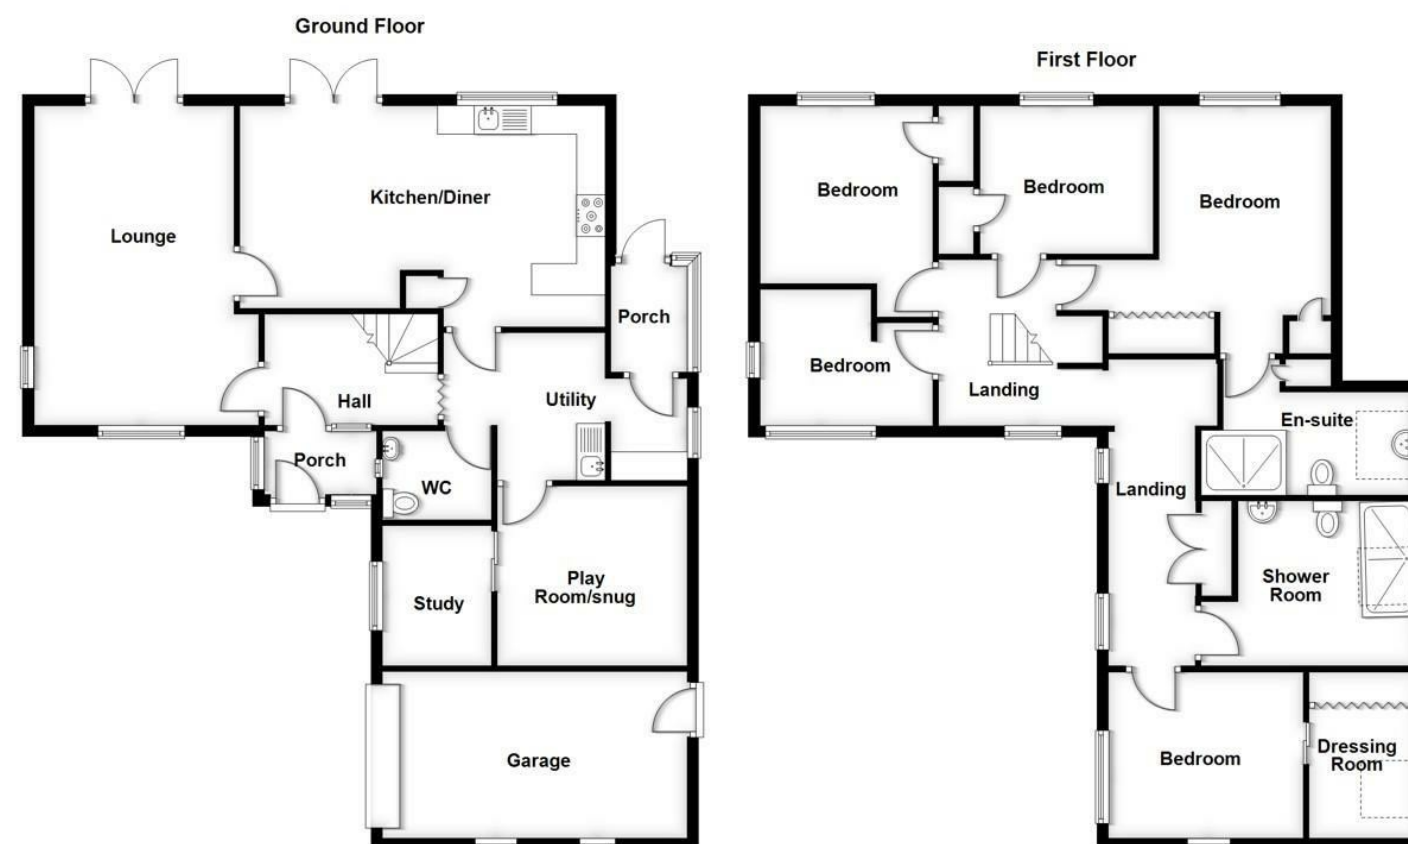 Ground Floor
Lounge
Kitchen/Diner
Porch
Hall
Utility
Porch
WC
Study
Play
Room/snug
Garage
First Floor
Bedroom
Bedroom
Bedroom
Bedroom
Landing
En-suite
Landing
Shower
Room
Bedroom
Dressing
Room